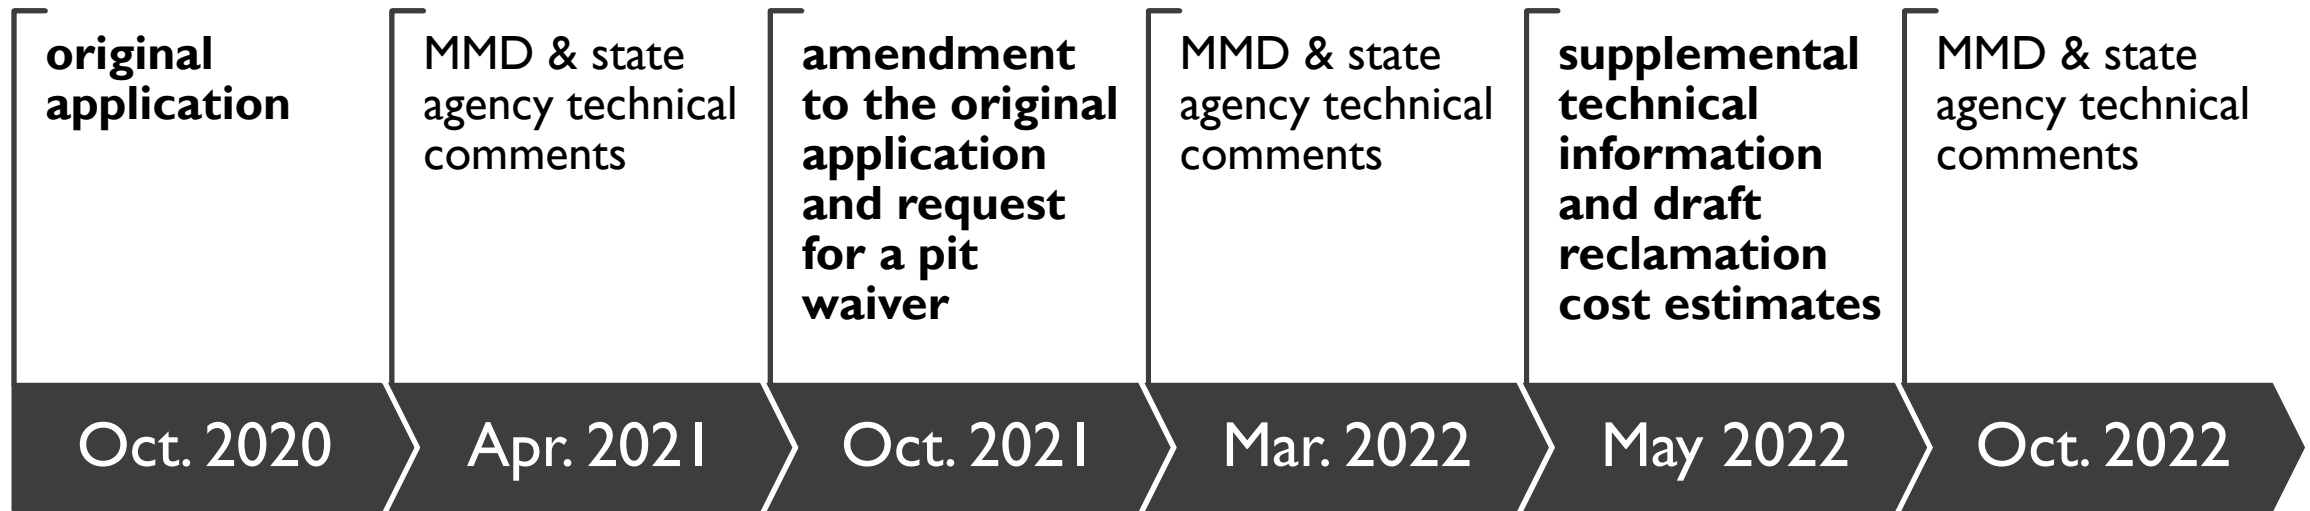 original
application
MMD & state
agency technical
comments
amendment
to the original
application
and request
for a pit
waiver
MMD & state
agency technical
comments
supplemental
technical
information
and draft
reclamation
cost estimates
MMD & state
agency technical
comments
Oct. 2020
Apr. 2021
Oct. 2021
Mar. 2022
May 2022
Oct. 2022